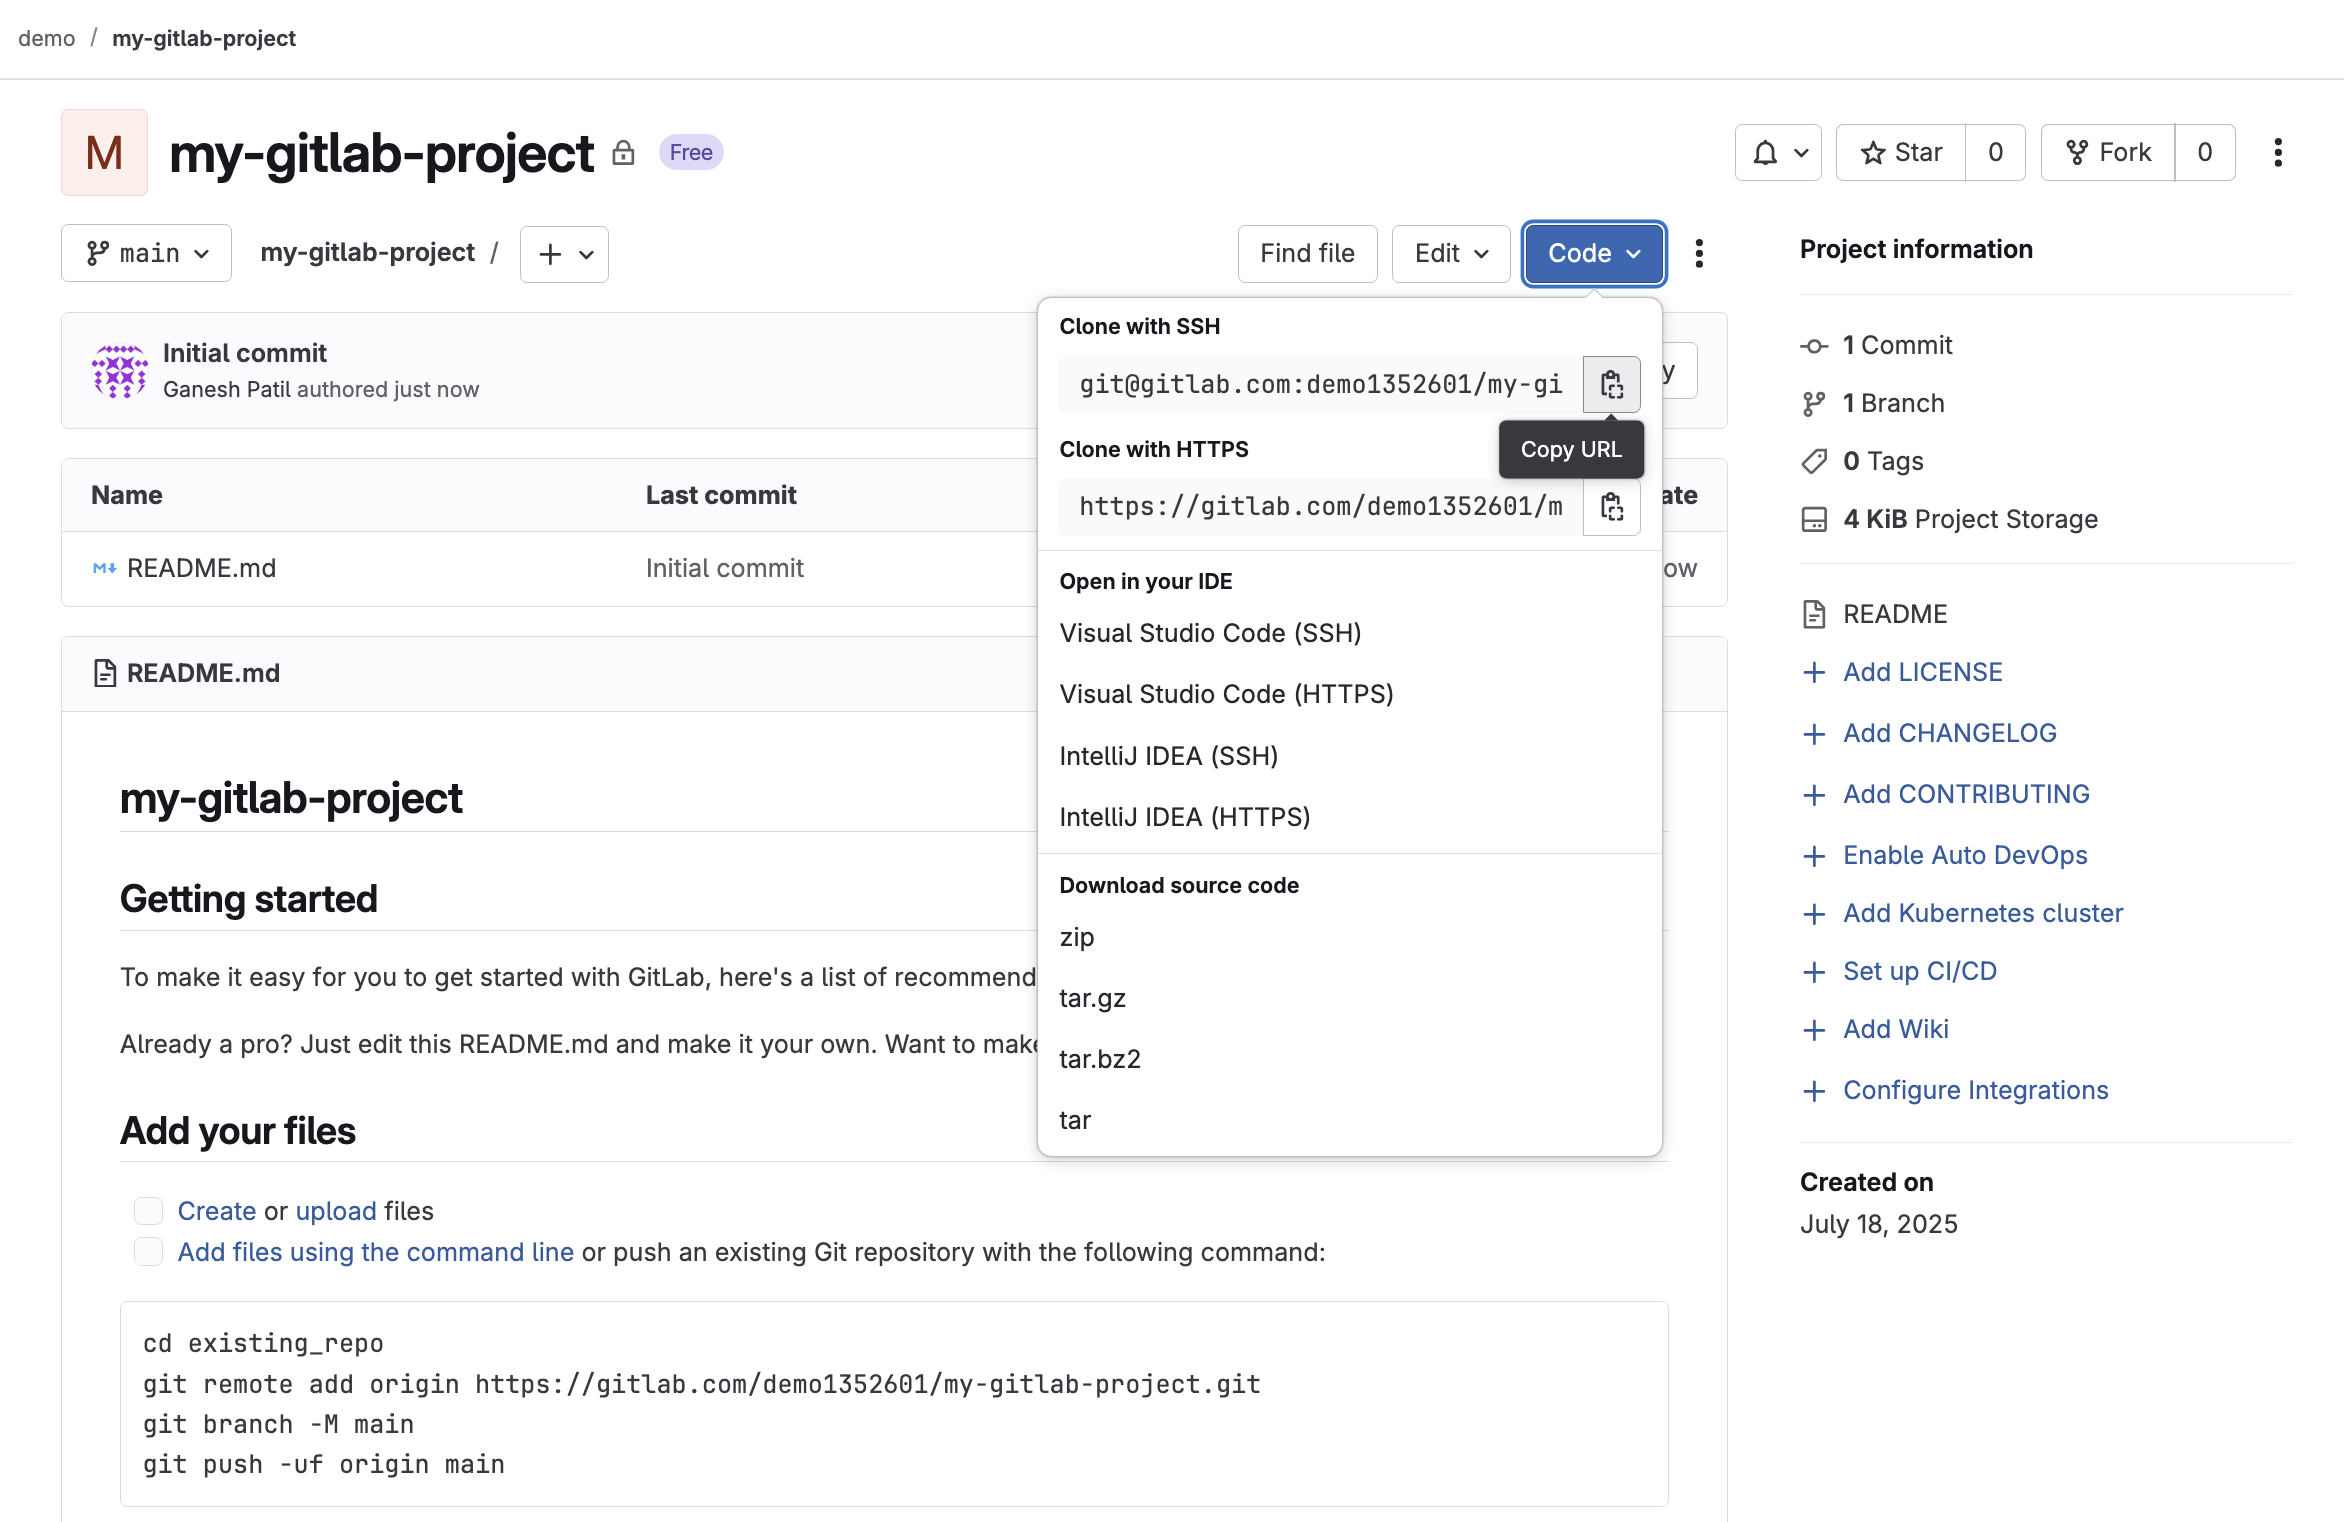 demo / my-gitlab-project
M my-gitlab-project Free
Star 0 Fork 0
main my-gitlab-project / Find file Edit Code
Initial commit
Ganesh Patil authored just now
y
Name Last commit ate
README.md Initial commit ow
README.md
my-gitlab-project
Getting started
To make it easy for you to get started with GitLab, here's a list of recommend
Already a pro? Just edit this README.md and make it your own. Want to make
Add your files
Create or upload files
Add files using the command line or push an existing Git repository with the following command:
cd existing_repo
git remote add origin https://gitlab.com/demo1352601/my-gitlab-project.git
git branch -M main
git push -uf origin main
Clone with SSH
git@gitlab.com:demo1352601/my-gi
Copy URL
Clone with HTTPS
https://gitlab.com/demo1352601/m
Open in your IDE
Visual Studio Code (SSH)
Visual Studio Code (HTTPS)
IntelliJ IDEA (SSH)
IntelliJ IDEA (HTTPS)
Download source code
zip
tar.gz
tar.bz2
tar
Project information
1 Commit
1 Branch
0 Tags
4 KiB Project Storage
README
Add LICENSE
Add CHANGELOG
Add CONTRIBUTING
Enable Auto DevOps
Add Kubernetes cluster
Set up CI/CD
Add Wiki
Configure Integrations
Created on
July 18, 2025